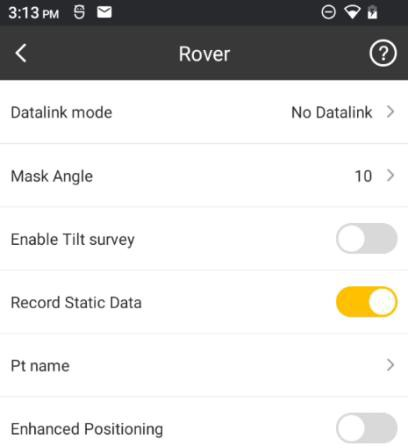 3:13 PM
Rover
Datalink mode No Datalink
Mask Angle 10
Enable Tilt survey
Record Static Data
Pt name
Enhanced Positioning